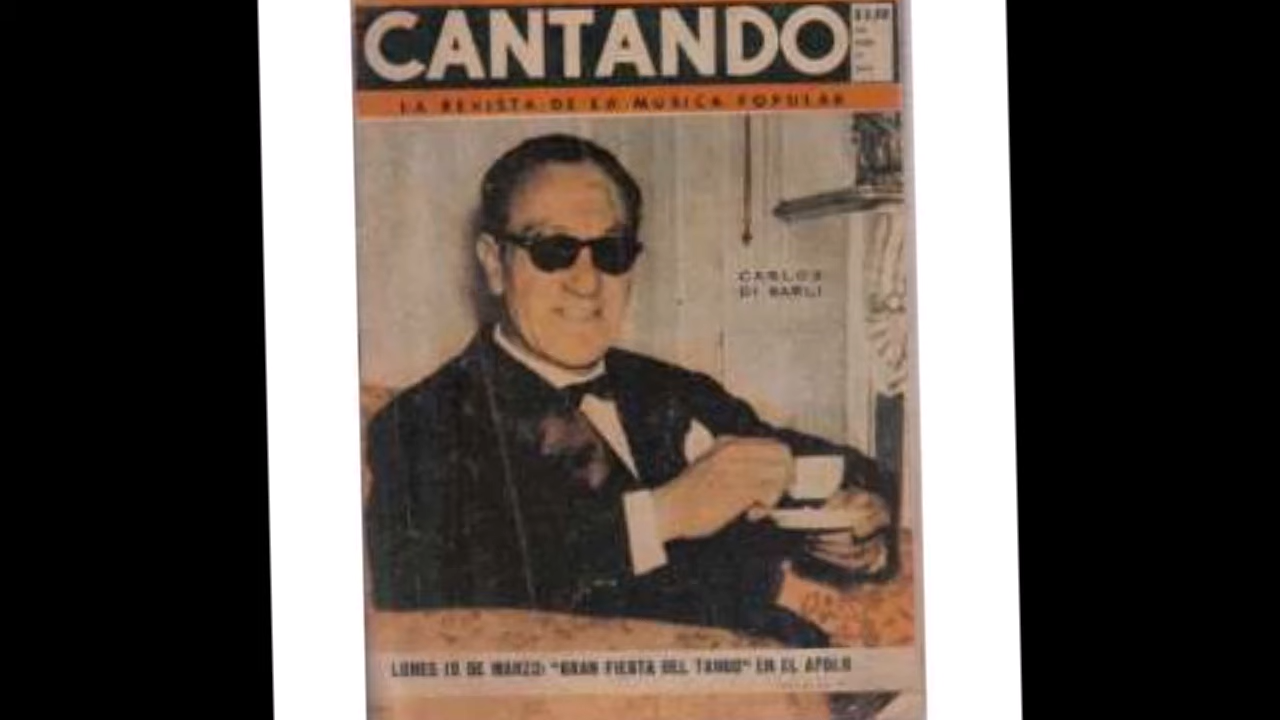 CANTANDO
LA REVISTA DE LA MUSICA POPULAR
CARLOS
DI SARLI
LUNES 10 DE MARZO: "GRAN FIESTA DEL TANGO" EN EL APOLO